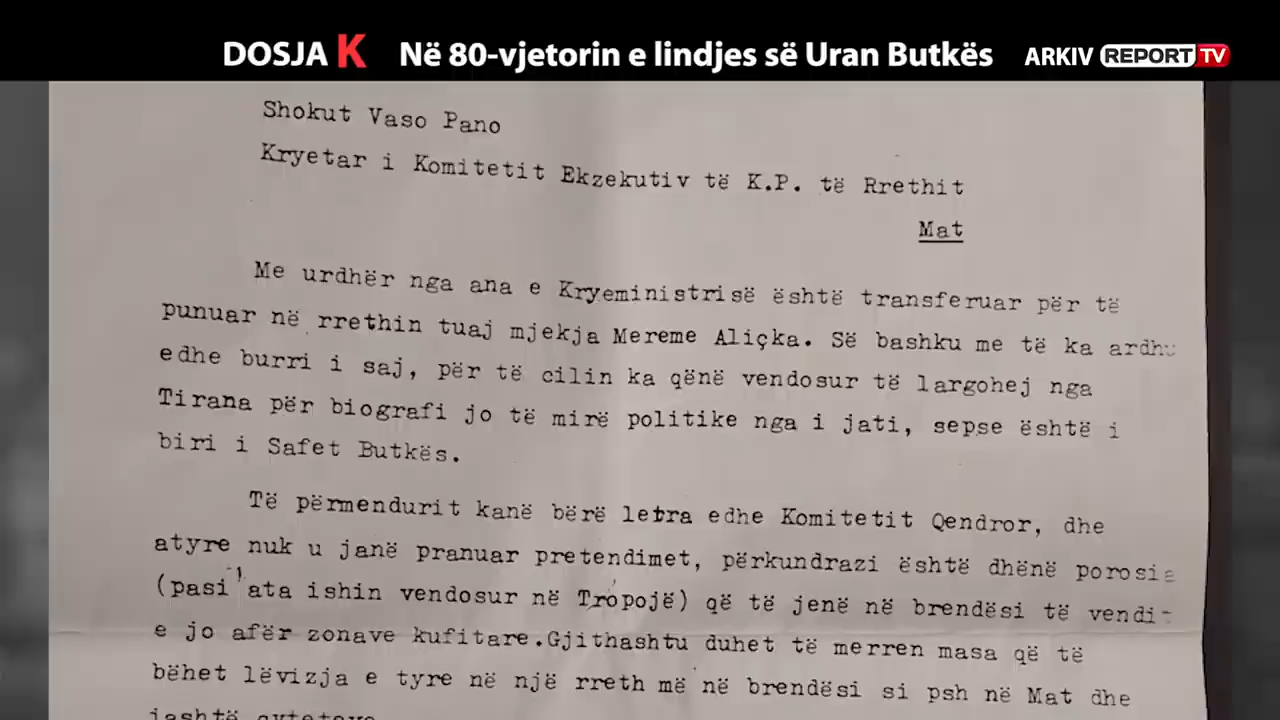 DOSJA K Në 80-vjetorin e lindjes së Uran Butkës ARKIV REPORT TV
Shokut Vaso Pano
Kryetar i Komitetit Ekzekutiv të K.P. të Rrethit
Mat
Me urdhër nga ana e Kryeministrisë është transferuar për të
punuar në rrethin tuaj mjekja Mereme Aliçka. Së bashku me të ka ardhu
edhe burri i saj, për të cilin ka qënë vendosur të largohej nga
Tirana për biografi jo të mirë politike nga i jati, sepse është i
biri i Safet Butkës.
Të përmendurit kanë bërë letra edhe Komitetit Qendror, dhe
atyre nuk u janë pranuar pretendimet, përkundrazi është dhënë porosia
(pasi ata ishin vendosur në Tropojë) që të jenë në brendësi të vendit
e jo afër zonave kufitare.Gjithashtu duhet të merren masa që të
bëhet lëvizja e tyre në një rreth më në brendësi si psh në Mat dhe
jashtë